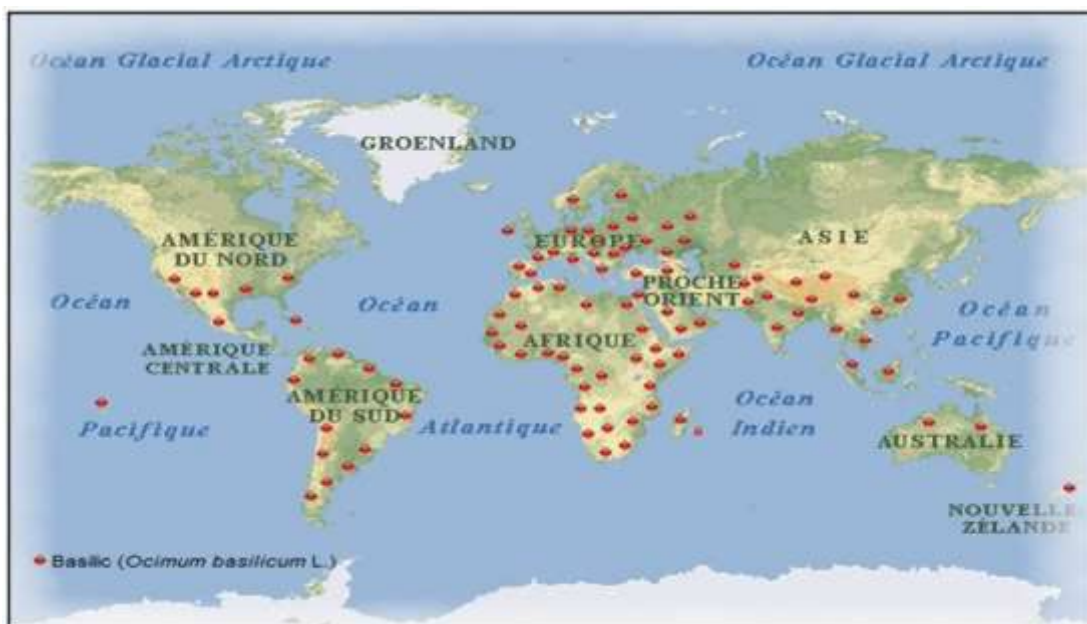 Océan Glacial Arctique
Océan Glacial Arctique
GROENLAND
AMÉRIQUE
DU NORD
EUROPE
ASIE
PROCHE
ORIENT
Océan
Océan
Océan
Pacifique
AMÉRIQUE
CENTRALE
AFRIQUE
AMÉRIQUE
DU SUD
Pacifique
Atlantique
Océan
Indien
AUSTRALIE
NOUVELLE
ZÉLANDE
Basilic (Ocimum basilicum L.)